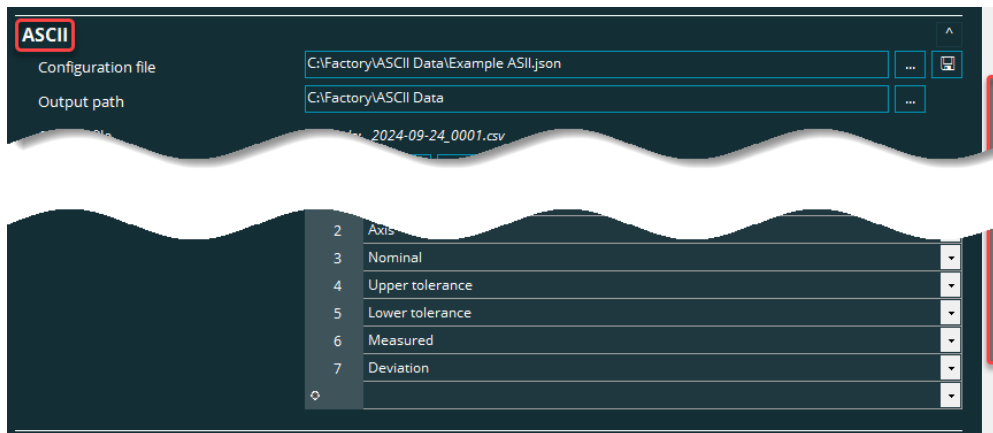 ASCII
^
Configuration file C:\Factory\ASCII Data\Example ASII.json ...
Output path C:\Factory\ASCII Data ...
2024-09-24_0001.csv
2 Axis
3 Nominal
4 Upper tolerance
5 Lower tolerance
6 Measured
7 Deviation